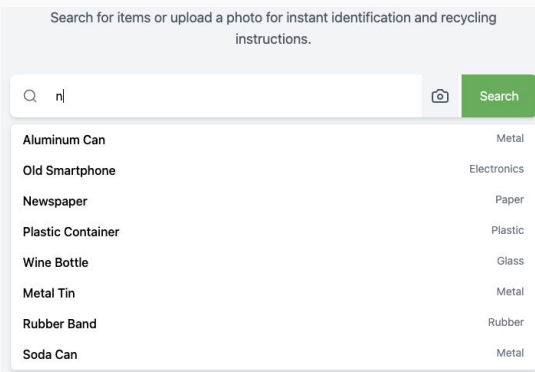 Search for items or upload a photo for instant identification and recycling
instructions.
n
Search
Aluminum Can Metal
Old Smartphone Electronics
Newspaper Paper
Plastic Container Plastic
Wine Bottle Glass
Metal Tin Metal
Rubber Band Rubber
Soda Can Metal